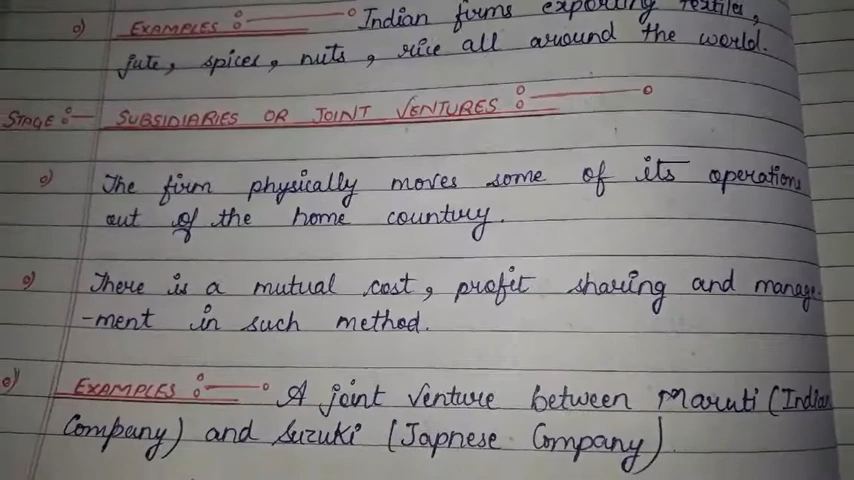 EXAMPLES :— Indian firms exporting textiles,
jute, spices, nuts, rice all around the world.
STAGE :— SUBSIDIARIES OR JOINT VENTURES :—
The firm physically moves some of its operations
out of the home country.
There is a mutual cost, profit sharing and manage-
-ment in such method.
EXAMPLES :— A joint venture between Maruti (Indian
Company) and Suzuki (Japnese Company).